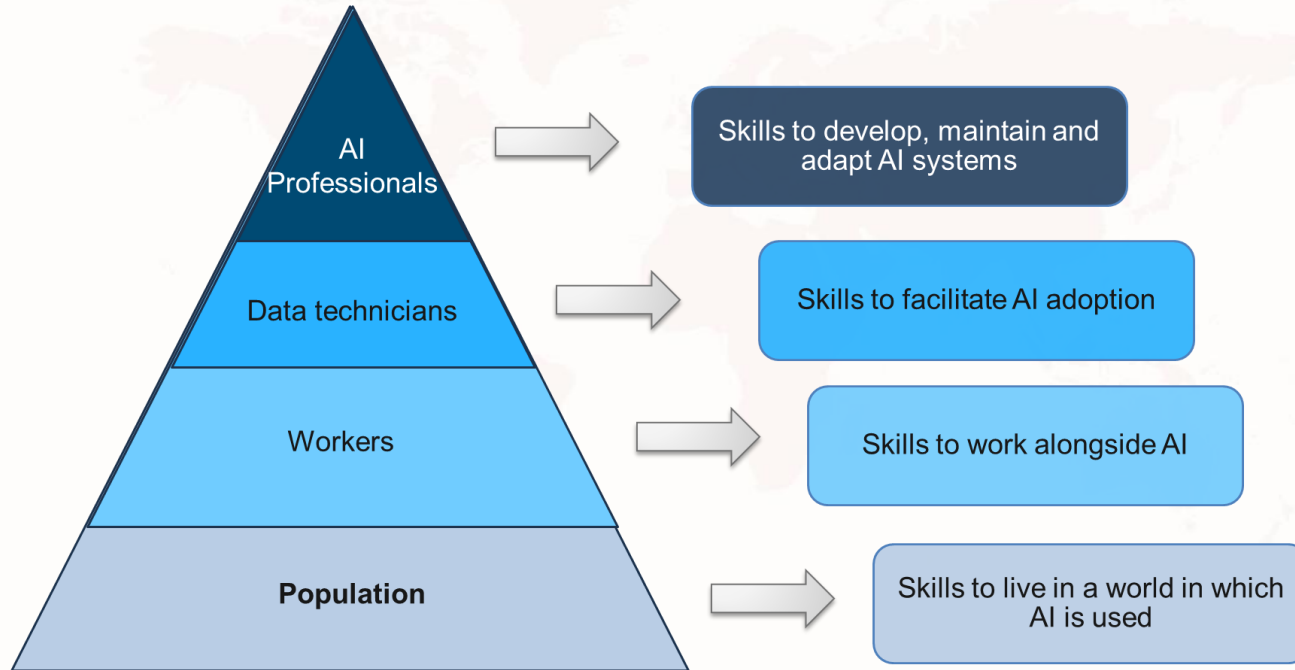 AI
Professionals
Skills to develop, maintain and
adapt AI systems
Data technicians
Skills to facilitate AI adoption
Workers
Skills to work alongside AI
Population
Skills to live in a world in which
AI is used